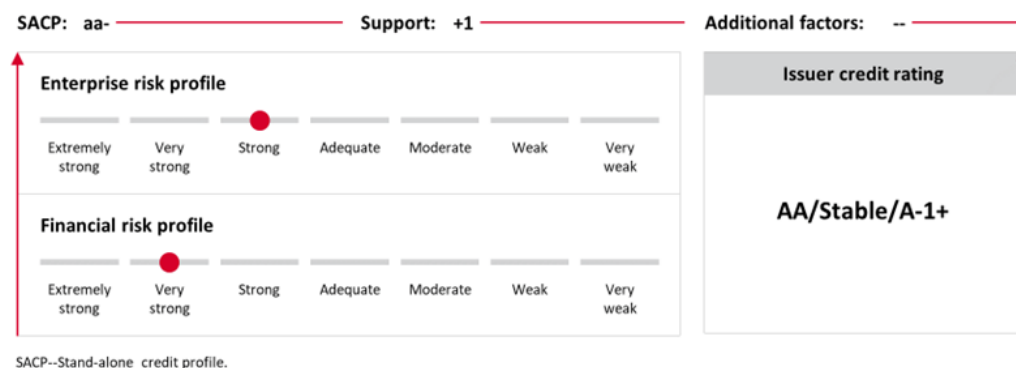 SACP: aa- Support: +1 Additional factors: --
Enterprise risk profile
Extremely strong Very strong Strong Adequate Moderate Weak Very weak
Financial risk profile
Extremely strong Very strong Strong Adequate Moderate Weak Very weak
Issuer credit rating
AA/Stable/A-1+
SACP--Stand-alone credit profile.